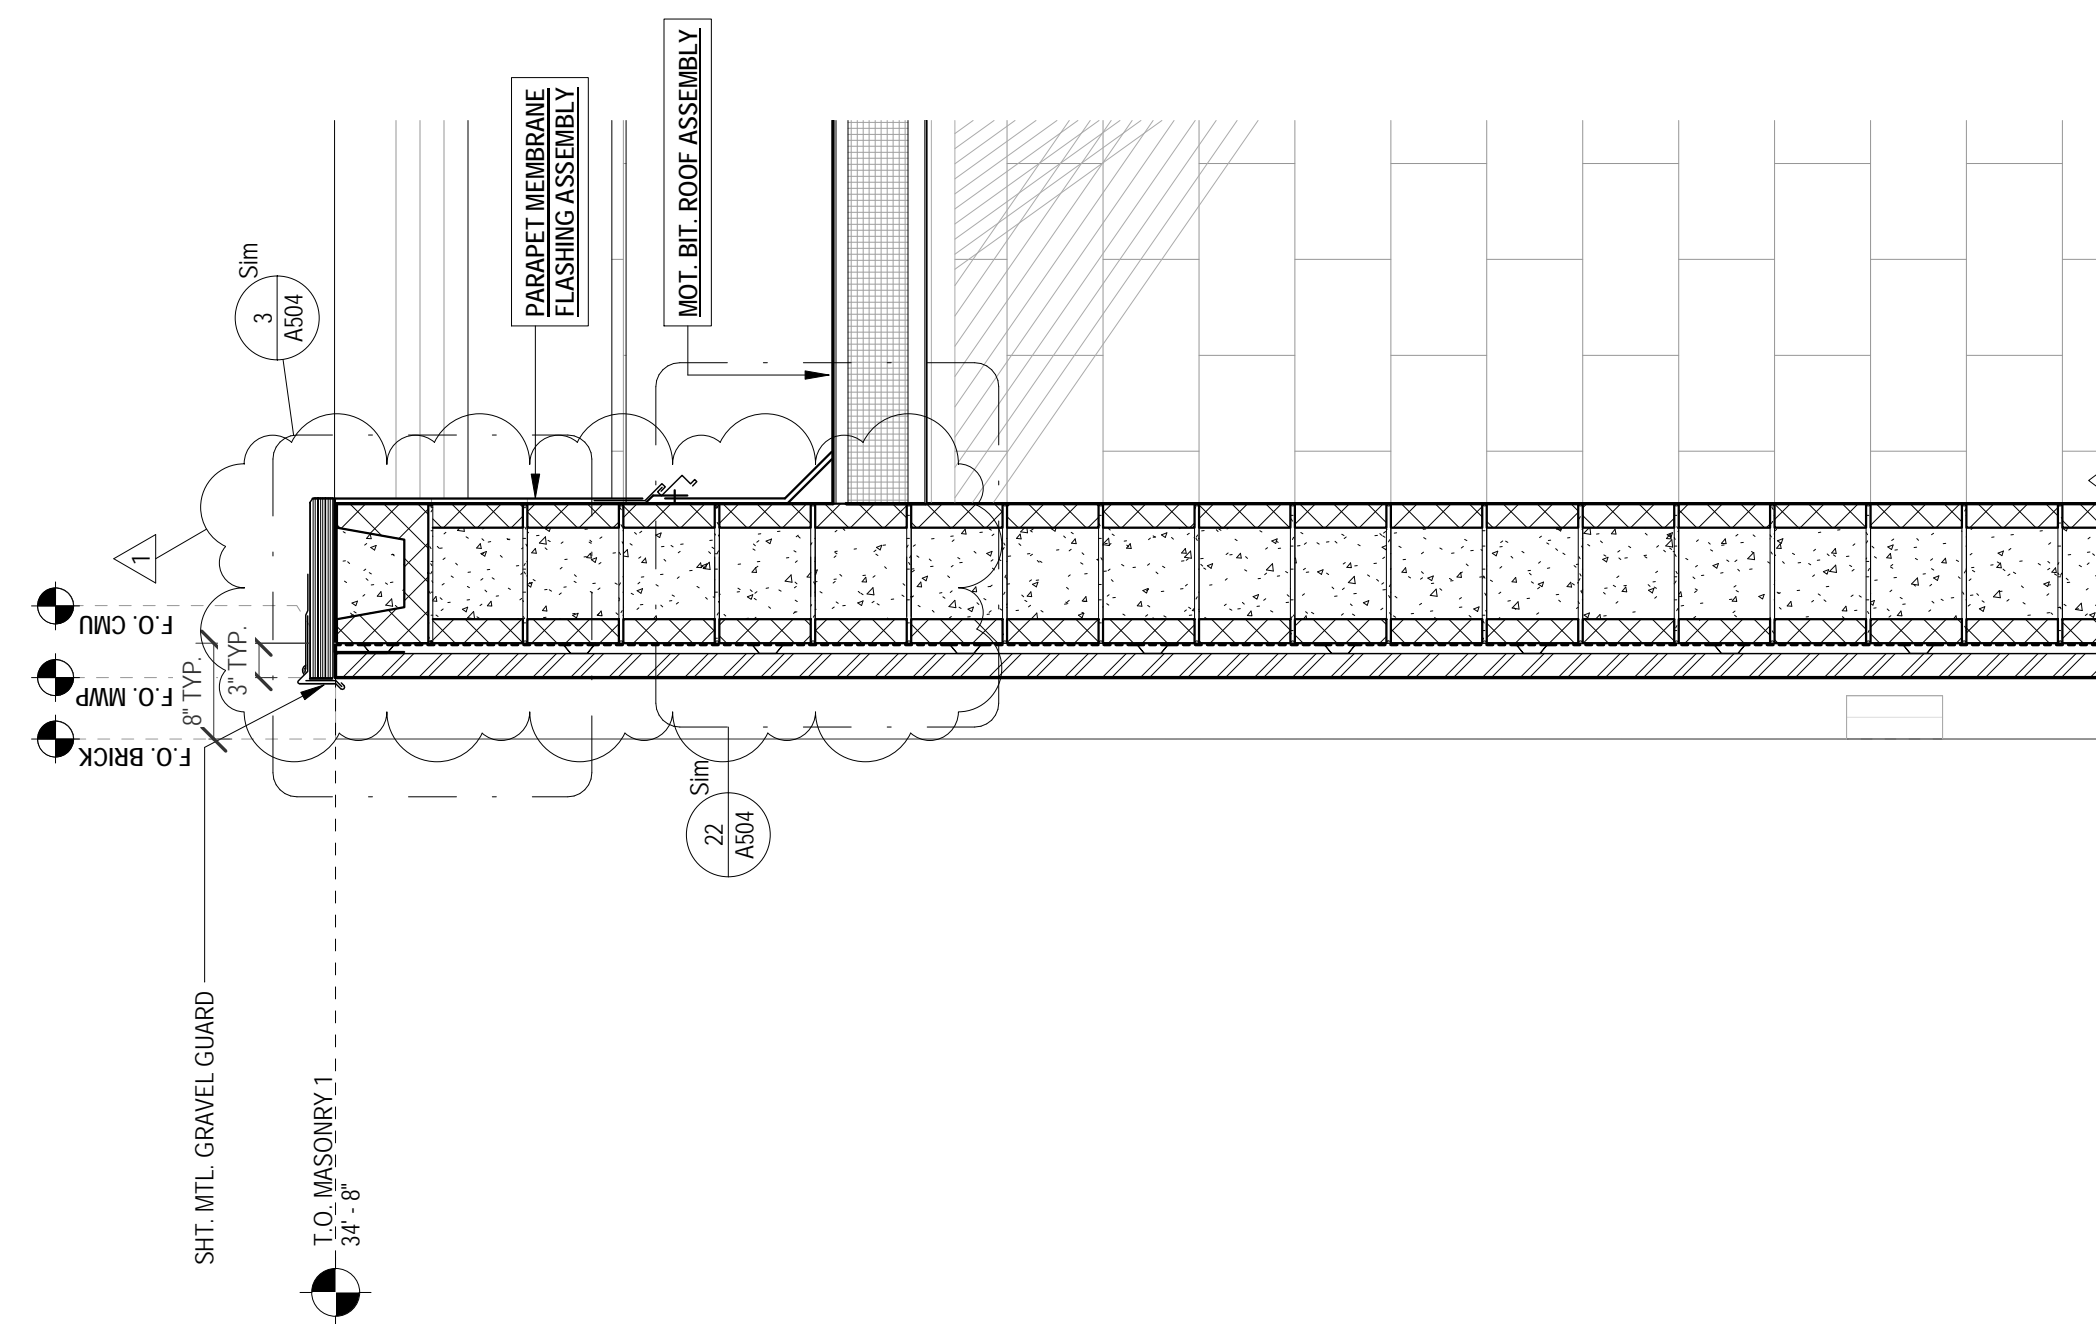 PARAPET MEMBRANE
FLASHING ASSEMBLY
MOT. BIT. ROOF ASSEMBLY
Sim
3
A504
1
F.O. CMU
F.O. MWP
F.O. BRICK
8" TYP.
3" TYP.
Sim
22
A504
SHT. MTL. GRAVEL GUARD
T.O. MASONRY 1
34' - 8"